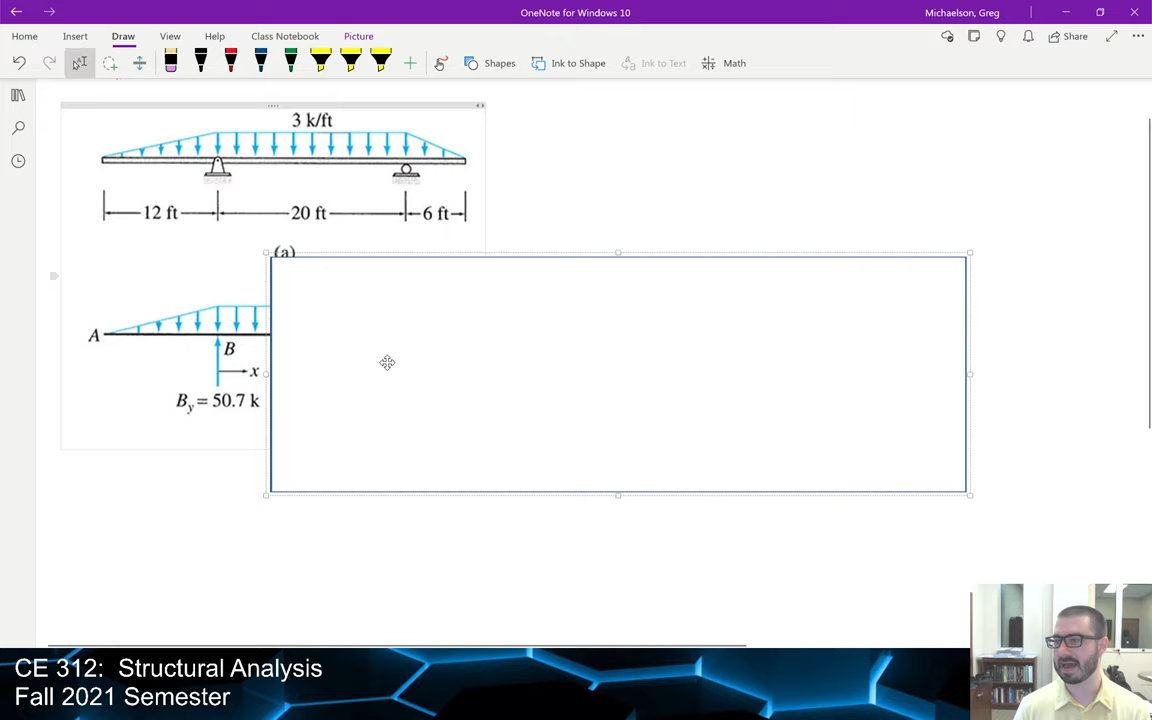 OneNote for Windows 10
Michaelson, Greg
Home Insert Draw View Help Class Notebook Picture
Share
Shapes Ink to Shape Ink to Text Math
3 k/ft
12 ft 20 ft 6 ft
(a)
A
B
x
By = 50.7 k
CE 312: Structural Analysis
Fall 2021 Semester